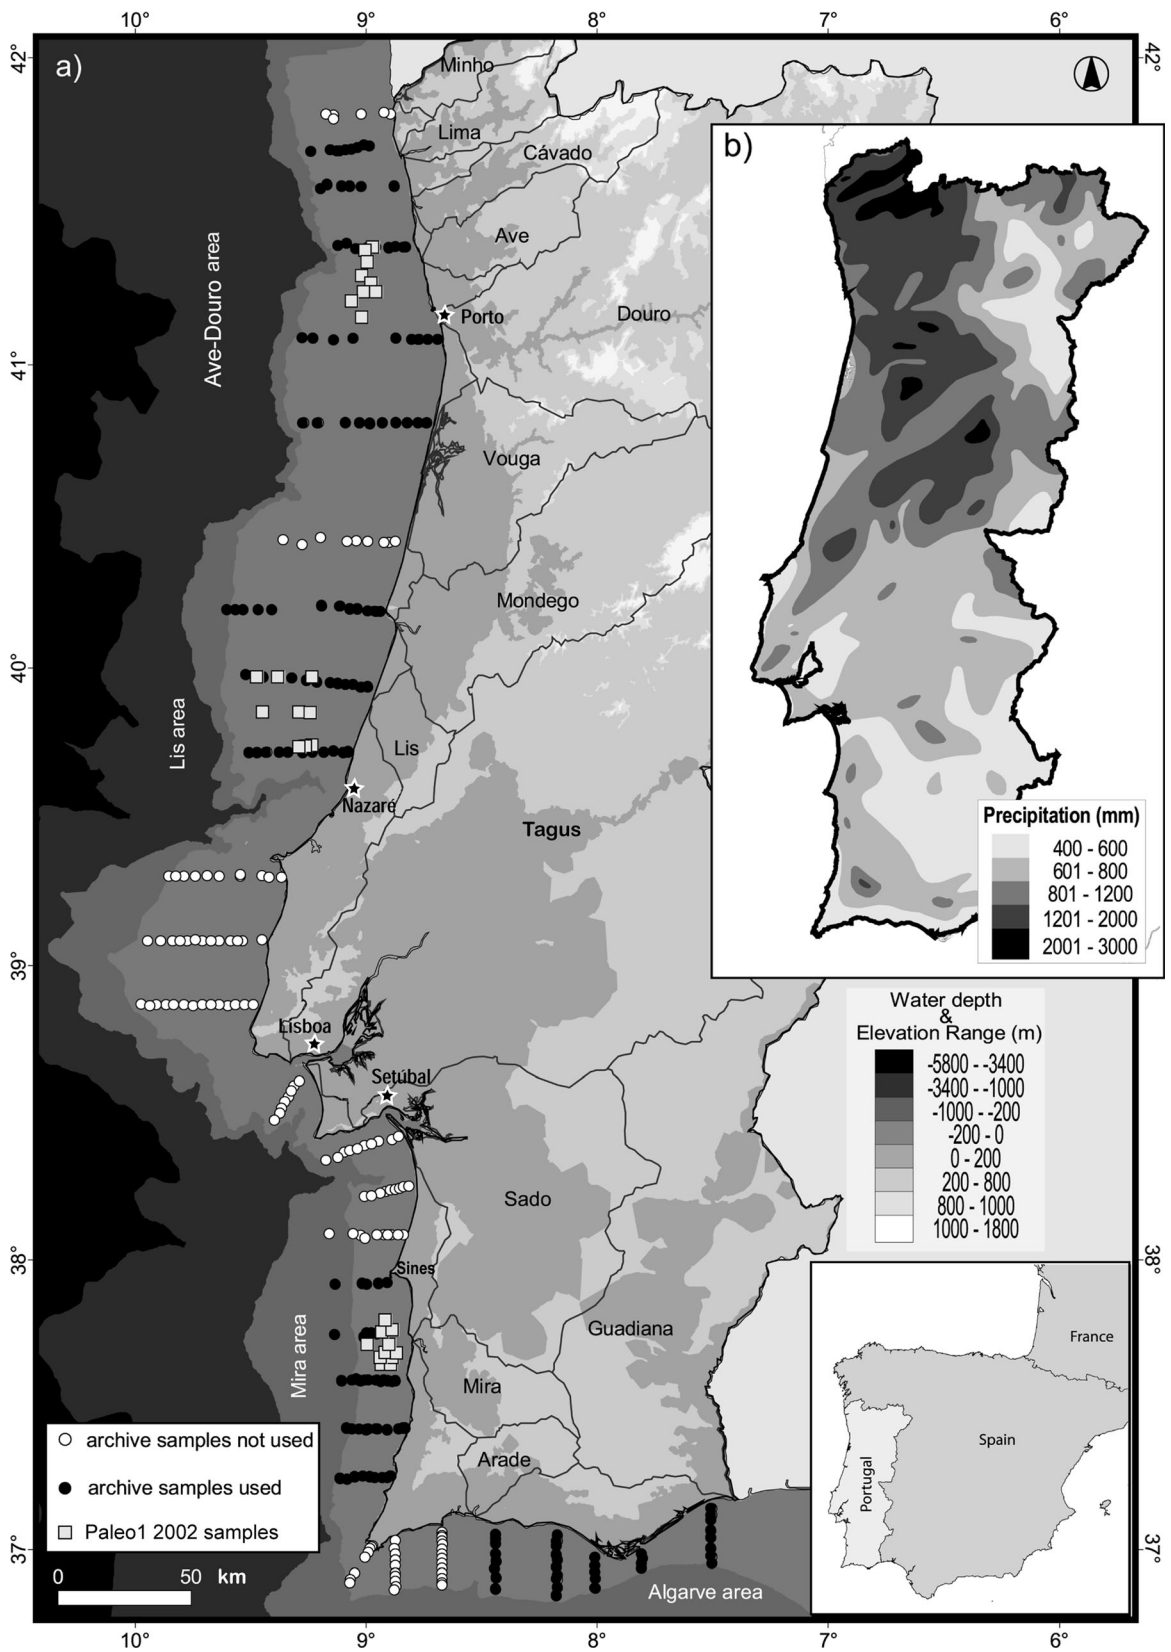 10°
9°
8°
7°
6°
42°
42°
a)
Minho
Lima
Cávado
b)
Ave
Ave-Douro area
Porto
Douro
41°
Vouga
Mondego
40°
Lis area
Lis
Nazaré
Tagus
Precipitation (mm)
400 - 600
601 - 800
801 - 1200
1201 - 2000
2001 - 3000
39°
Lisboa
Setúbal
Water depth
&
Elevation Range (m)
-5800 - -3400
-3400 - -1000
-1000 - -200
-200 - 0
0 - 200
200 - 800
800 - 1000
1000 - 1800
Sado
38°
38°
Sines
Mira area
Guadiana
Mira
Arade
France
Spain
Portugal
archive samples not used
archive samples used
Paleo1 2002 samples
0
50
km
37°
37°
Algarve area
10°
9°
8°
7°
6°